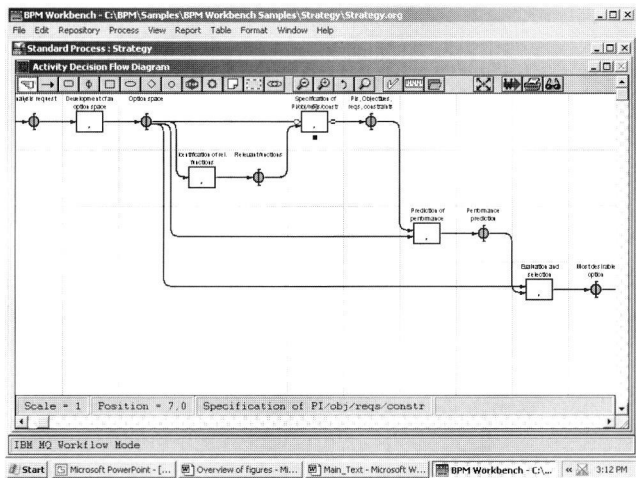 BPM Workbench - C:\BPM\Samples\BPM Workbench Samples\Strategy\Strategy.org
File Edit Repository Process View Report Table Format Window Help
Standard Process : Strategy
Activity Decision Flow Diagram
request Development of an option space Option space Specification of PI/obj/reqs/constr PIs, Objectives, reqs, constraints
Identification of rel. functions Relevant functions
Prediction of performance Performance prediction
Evaluation and selection Most desirable option
Scale = 1 Position = 7,0 Specification of PI/obj/reqs/constr
IBM MQ Workflow Mode
Start Microsoft PowerPoint - [... Overview of figures - Mi... Main_Text - Microsoft W... BPM Workbench - C:\... « 3:12 PM